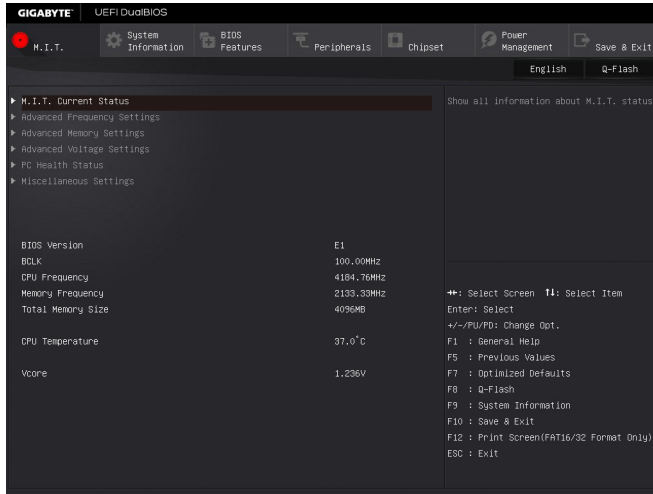 GIGABYTE™ UEFI DualBIOS
M.I.T.
System Information
BIOS Features
Peripherals
Chipset
Power Management
Save & Exit
English Q-Flash
M.I.T. Current Status
Advanced Frequency Settings
Advanced Memory Settings
Advanced Voltage Settings
PC Health Status
Miscellaneous Settings
Show all information about M.I.T. status
BIOS Version E1
BCLK 100.00MHz
CPU Frequency 4184.76MHz
Memory Frequency 2133.33MHz
Total Memory Size 4096MB
CPU Temperature 37.0°C
Vcore 1.236V
→←: Select Screen ↑↓: Select Item
Enter: Select
+/-/PU/PD: Change Opt.
F1 : General Help
F5 : Previous Values
F7 : Optimized Defaults
F8 : Q-Flash
F9 : System Information
F10 : Save & Exit
F12 : Print Screen(FAT16/32 Format Only)
ESC : Exit